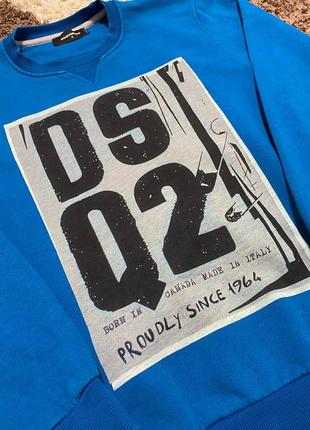 DS
Q2
BORN IN CANADA MADE IN ITALY
PROUDLY SINCE 1964